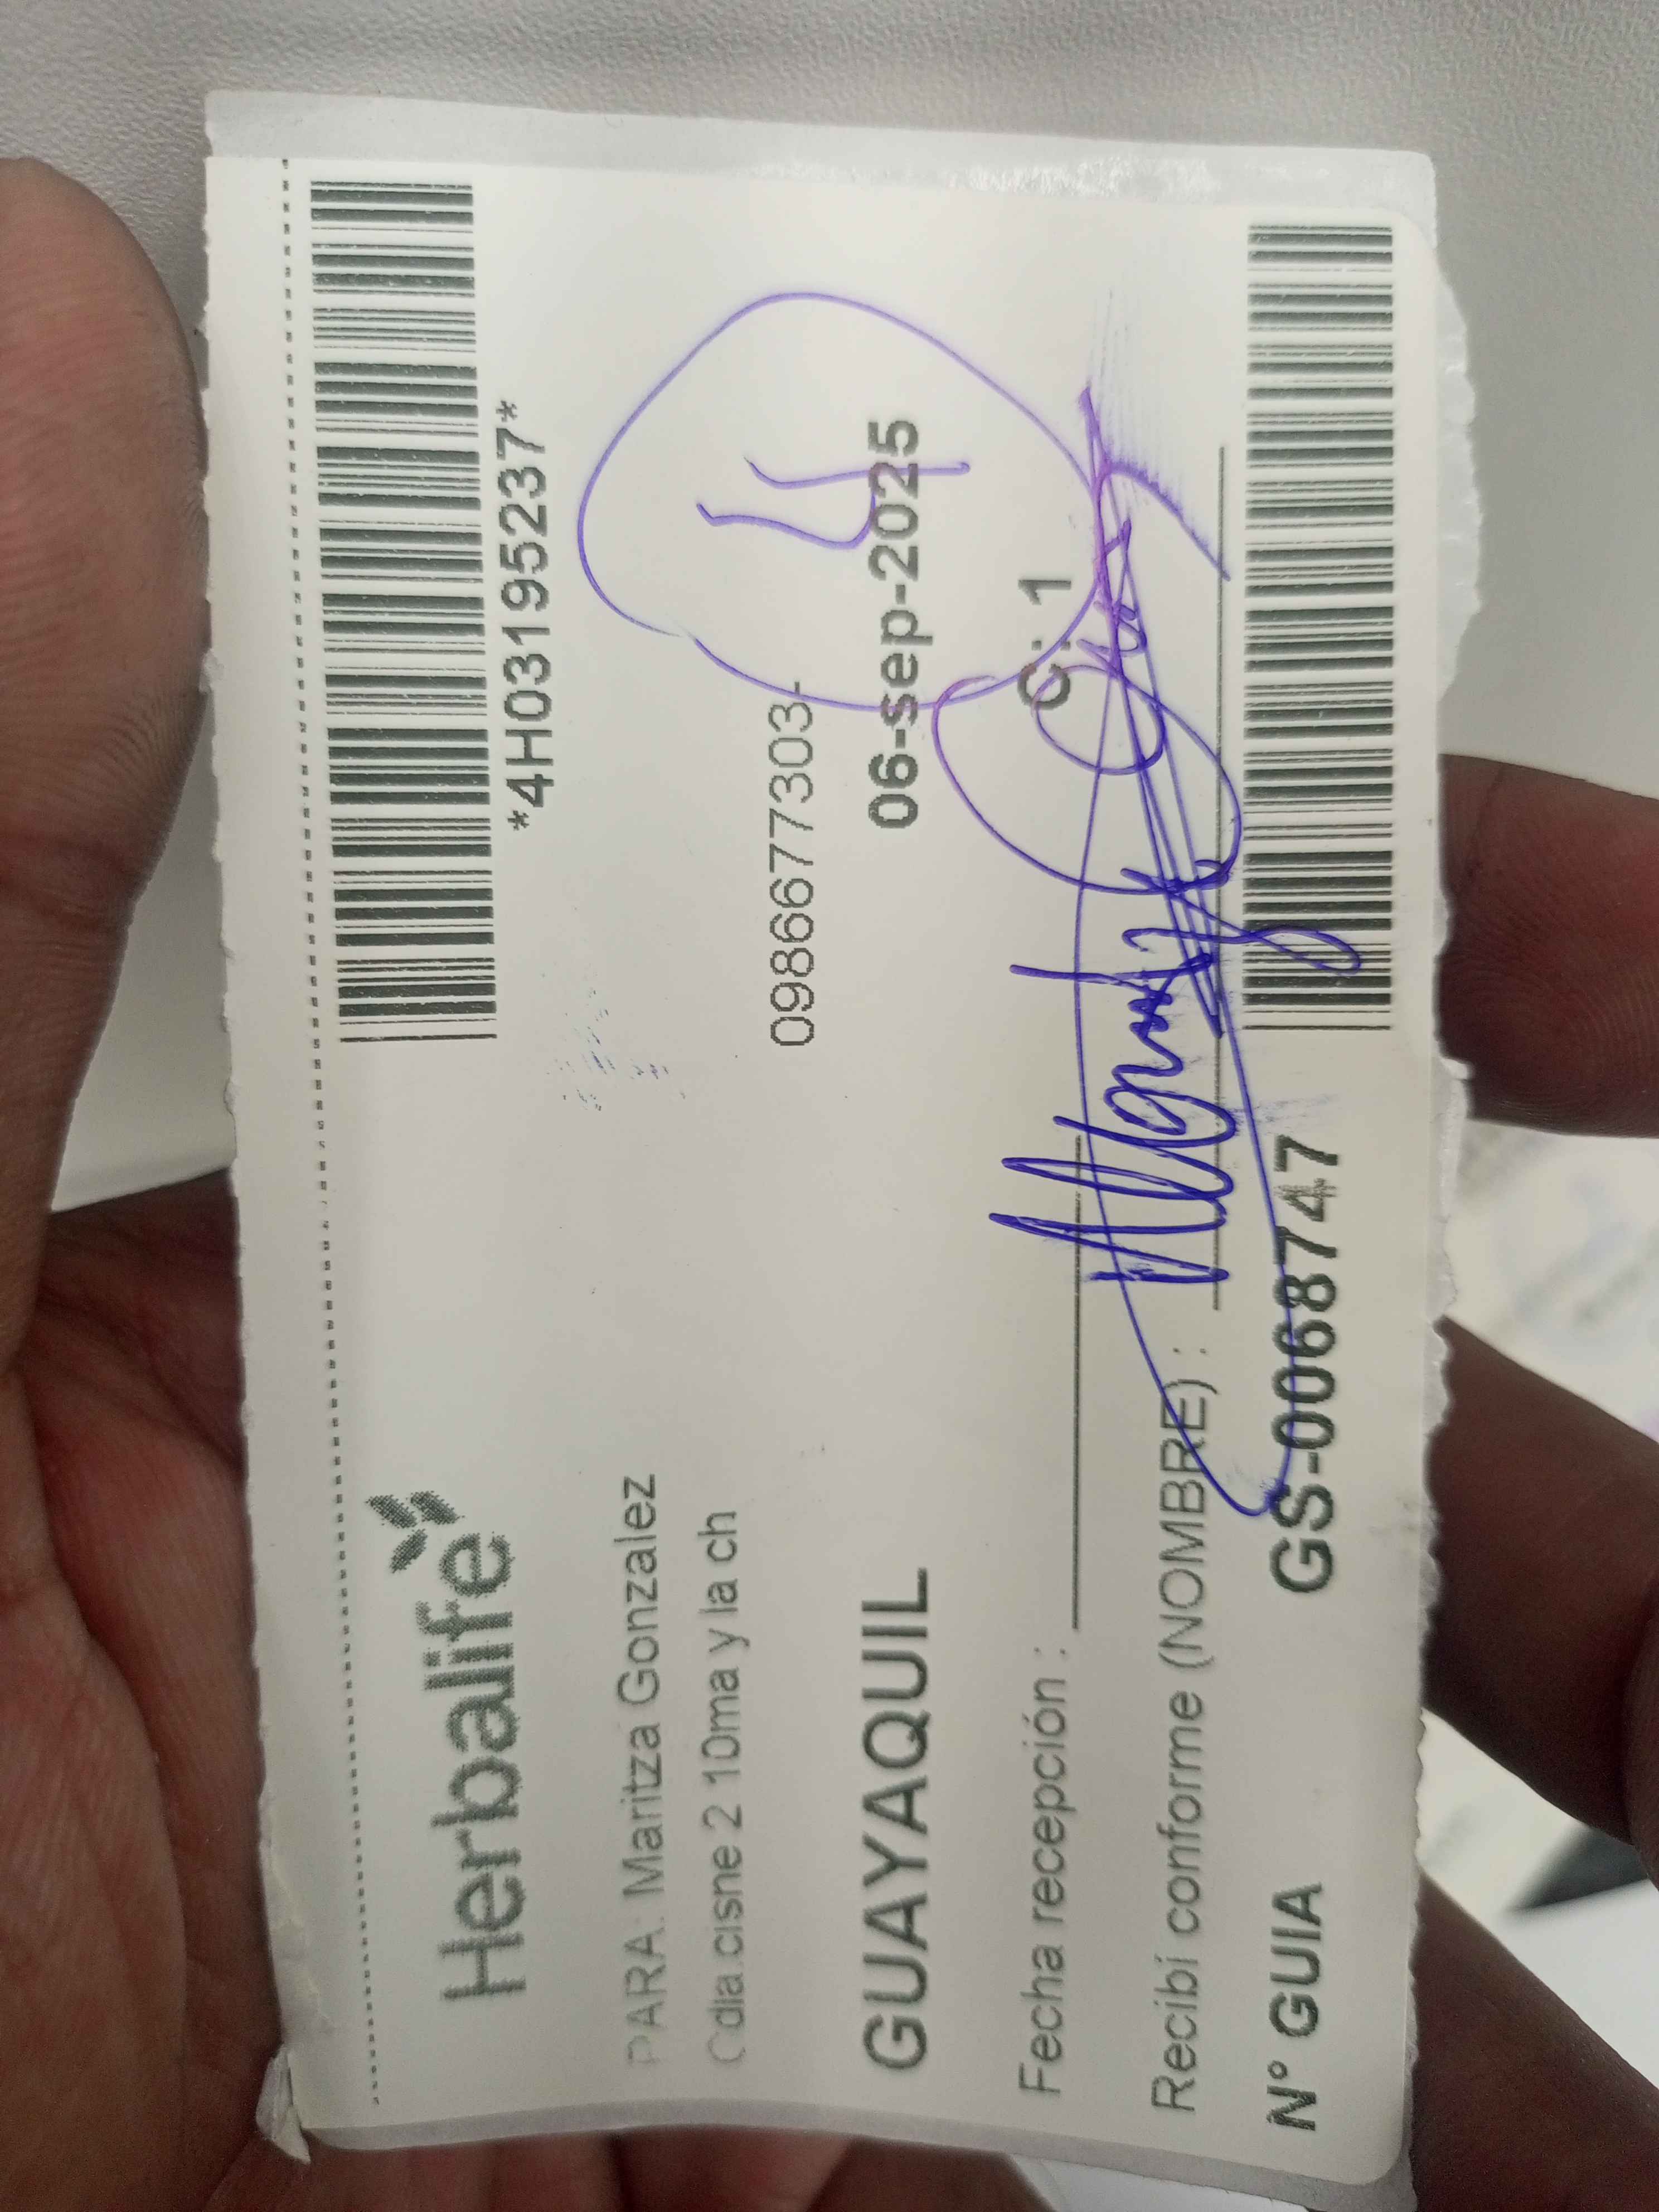 Herbalife
*4H03195237*
PARA: Maritza Gonzalez
Cdla.cisne 2 10ma y la ch
0986677303-
GUAYAQUIL
06-sep-2025
Fecha recepción :
C: 1
Recibí conforme (NOMBRE) :
N° GUIA
GS-0068747